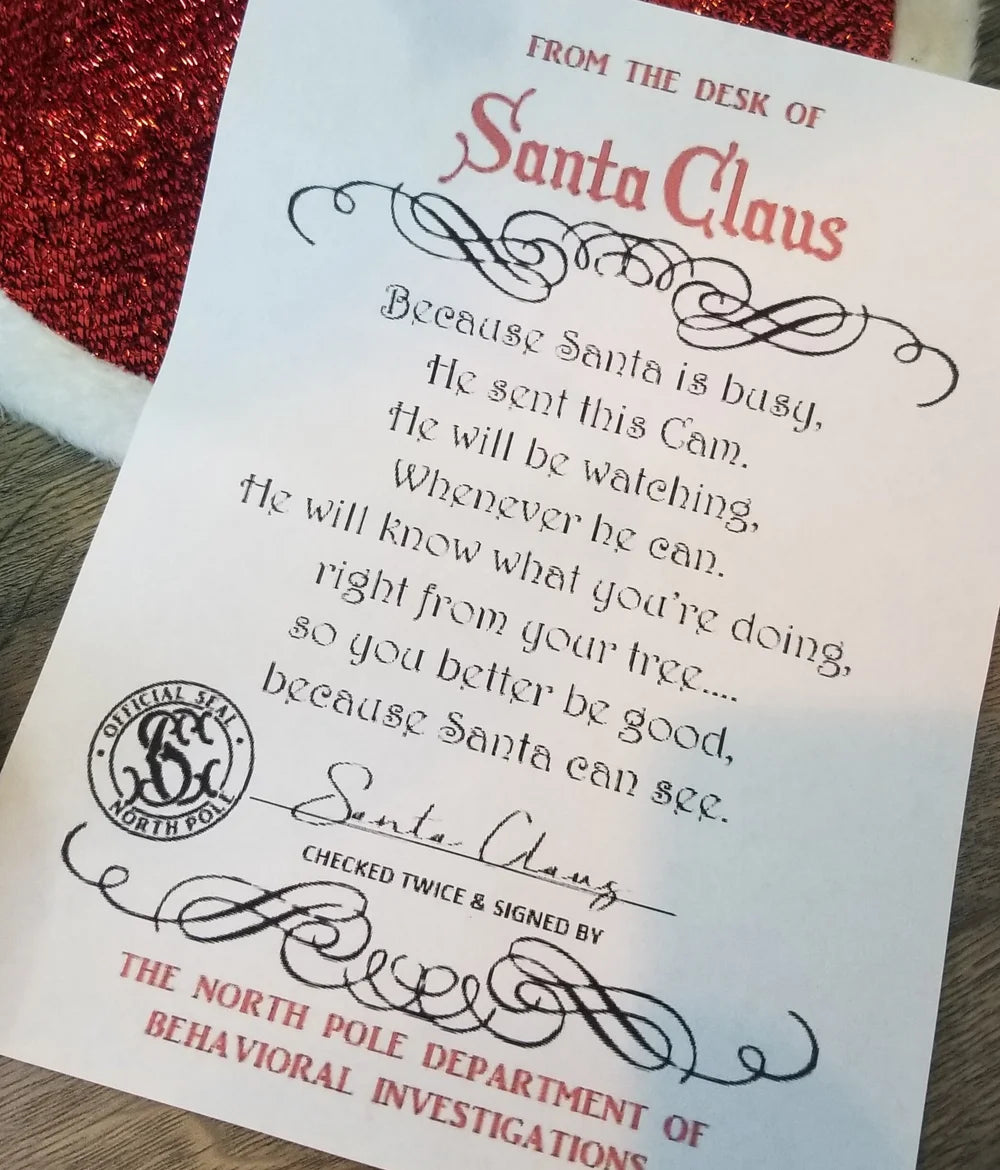 FROM THE DESK OF
Santa Claus
Because Santa is busy,
He sent this Cam.
He will be watching,
Whenever he can.
He will know what you're doing,
right from your tree....
so you better be good,
because Santa can see.
OFFICIAL SEAL
NORTH POLE
Santa Claus
CHECKED TWICE & SIGNED BY
THE NORTH POLE DEPARTMENT OF
BEHAVIORAL INVESTIGATIONS